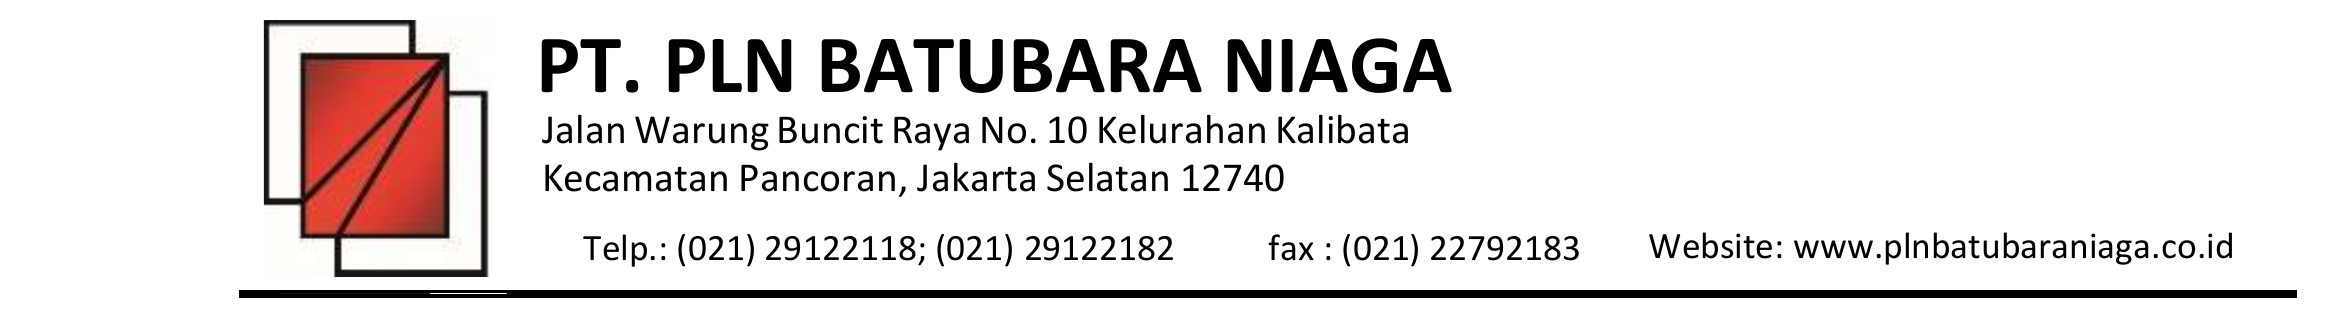 PT. PLN BATUBARA NIAGA
Jalan Warung Buncit Raya No. 10 Kelurahan Kalibata
Kecamatan Pancoran, Jakarta Selatan 12740
Telp.: (021) 29122118; (021) 29122182 fax : (021) 22792183 Website: www.plnbatubaraniaga.co.id